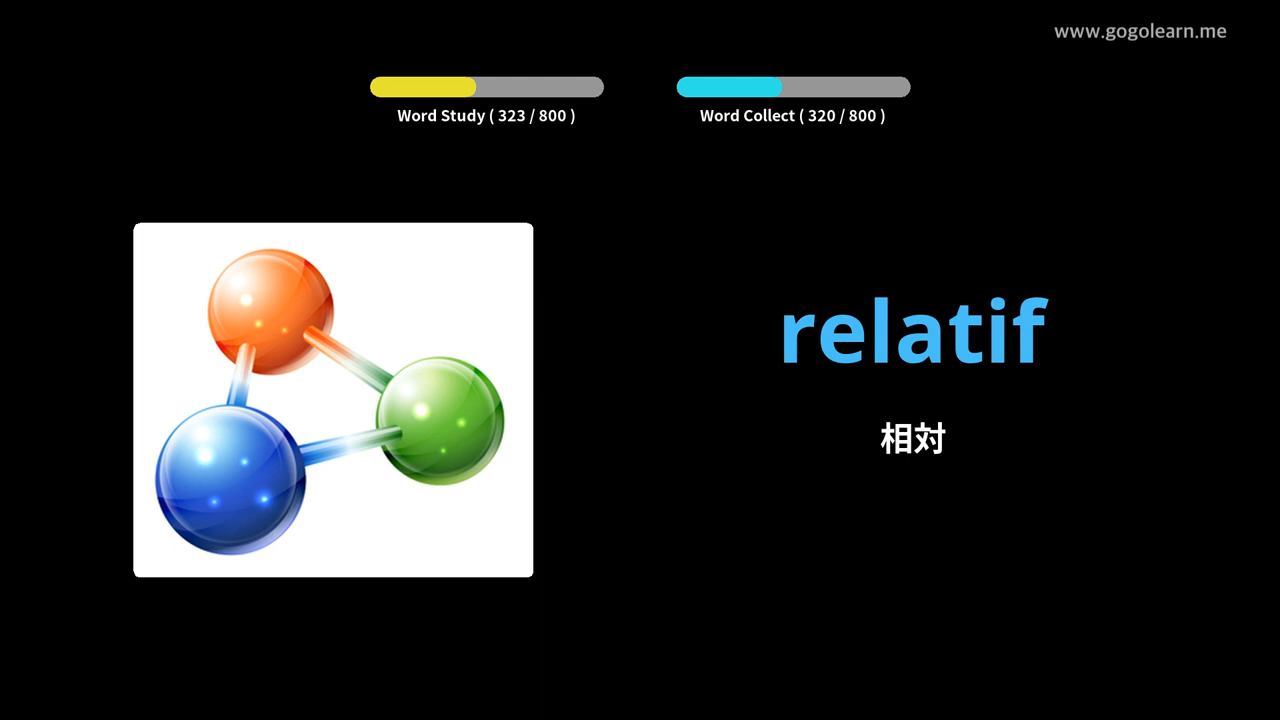 www.gogolearn.me
Word Study ( 323 / 800 )
Word Collect ( 320 / 800 )
relatif
相対